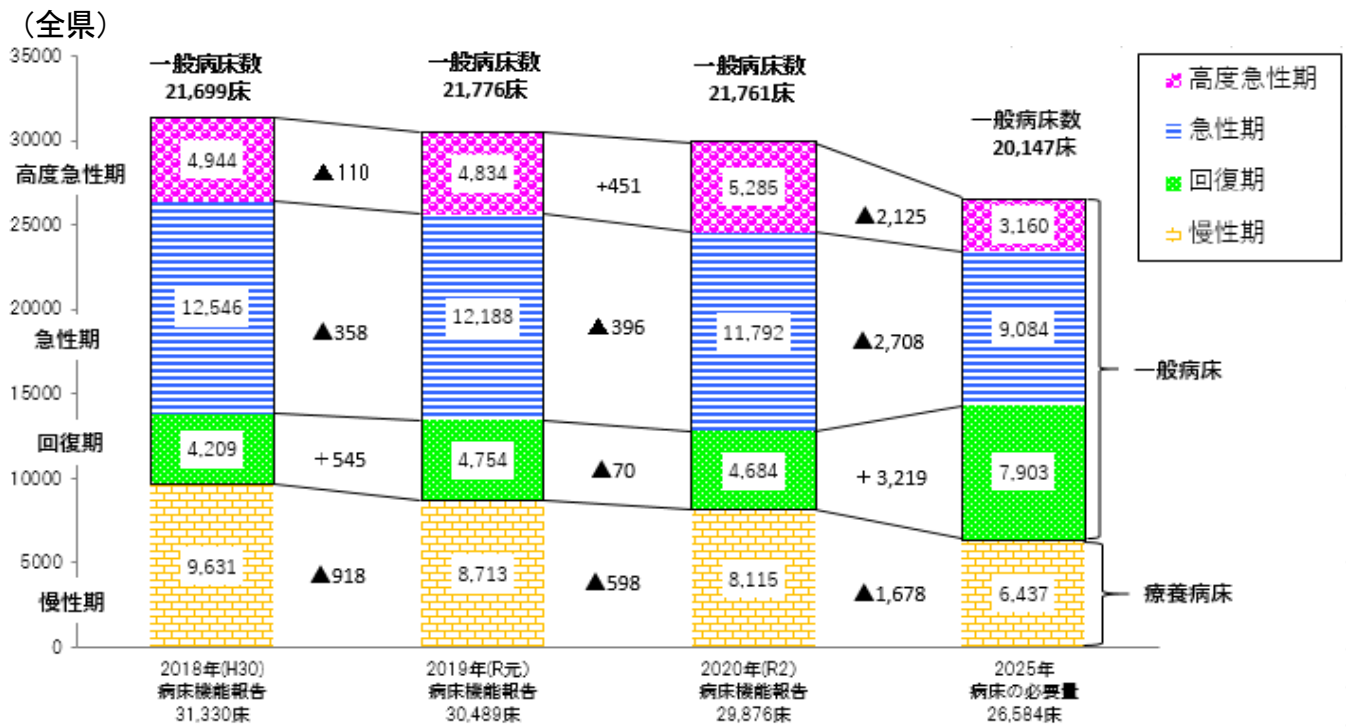 (全県)
35000
30000
25000
20000
15000
10000
5000
0
高度急性期
急性期
回復期
慢性期
一般病床数
21,699床
一般病床数
21,776床
一般病床数
21,761床
一般病床数
20,147床
4,944
▲110
4,834
+451
5,285
▲2,125
3,160
12,546
▲358
12,188
▲396
11,792
▲2,708
9,084
4,209
+545
4,754
▲70
4,684
+3,219
7,903
9,631
▲918
8,713
▲598
8,115
▲1,678
6,437
高度急性期
急性期
回復期
慢性期
一般病床
療養病床
2018年(H30)
病床機能報告
31,330床
2019年(R元)
病床機能報告
30,489床
2020年(R2)
病床機能報告
29,876床
2025年
病床の必要量
26,584床